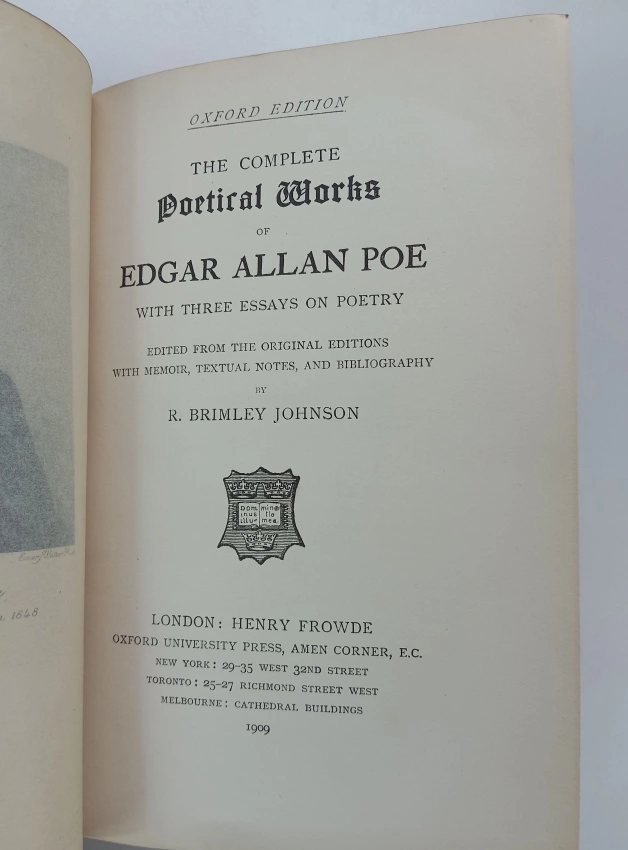 OXFORD EDITION
THE COMPLETE
Poetical Works
OF
EDGAR ALLAN POE
WITH THREE ESSAYS ON POETRY
EDITED FROM THE ORIGINAL EDITIONS
WITH MEMOIR, TEXTUAL NOTES, AND BIBLIOGRAPHY
BY
R. BRIMLEY JOHNSON
DOMI mina
inus tio
illu mea
LONDON: HENRY FROWDE
OXFORD UNIVERSITY PRESS, AMEN CORNER, E.C.
NEW YORK: 29-35 WEST 32ND STREET
TORONTO: 25-27 RICHMOND STREET WEST
MELBOURNE: CATHEDRAL BUILDINGS
1909
1848